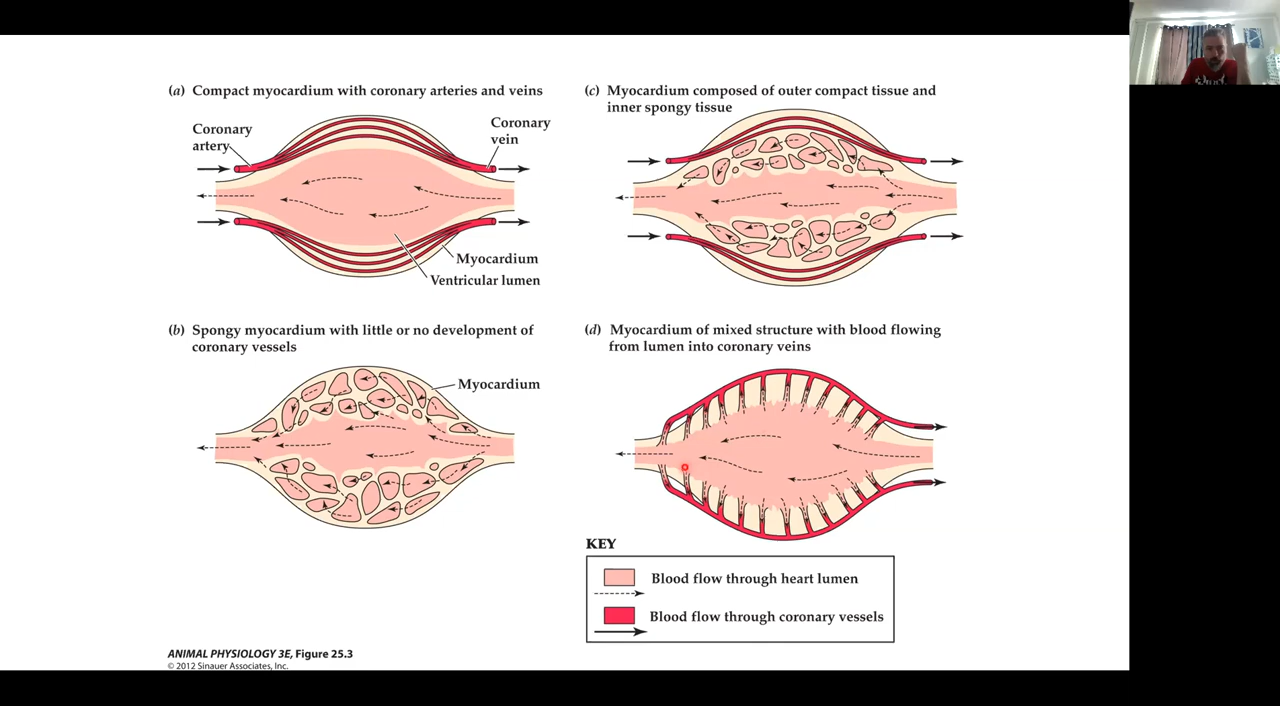 (a) Compact myocardium with coronary arteries and veins
Coronary
artery
Coronary
vein
Myocardium
Ventricular lumen
(b) Spongy myocardium with little or no development of
coronary vessels
Myocardium
(c) Myocardium composed of outer compact tissue and
inner spongy tissue
(d) Myocardium of mixed structure with blood flowing
from lumen into coronary veins
KEY
Blood flow through heart lumen
Blood flow through coronary vessels
ANIMAL PHYSIOLOGY 3E, Figure 25.3
© 2012 Sinauer Associates, Inc.